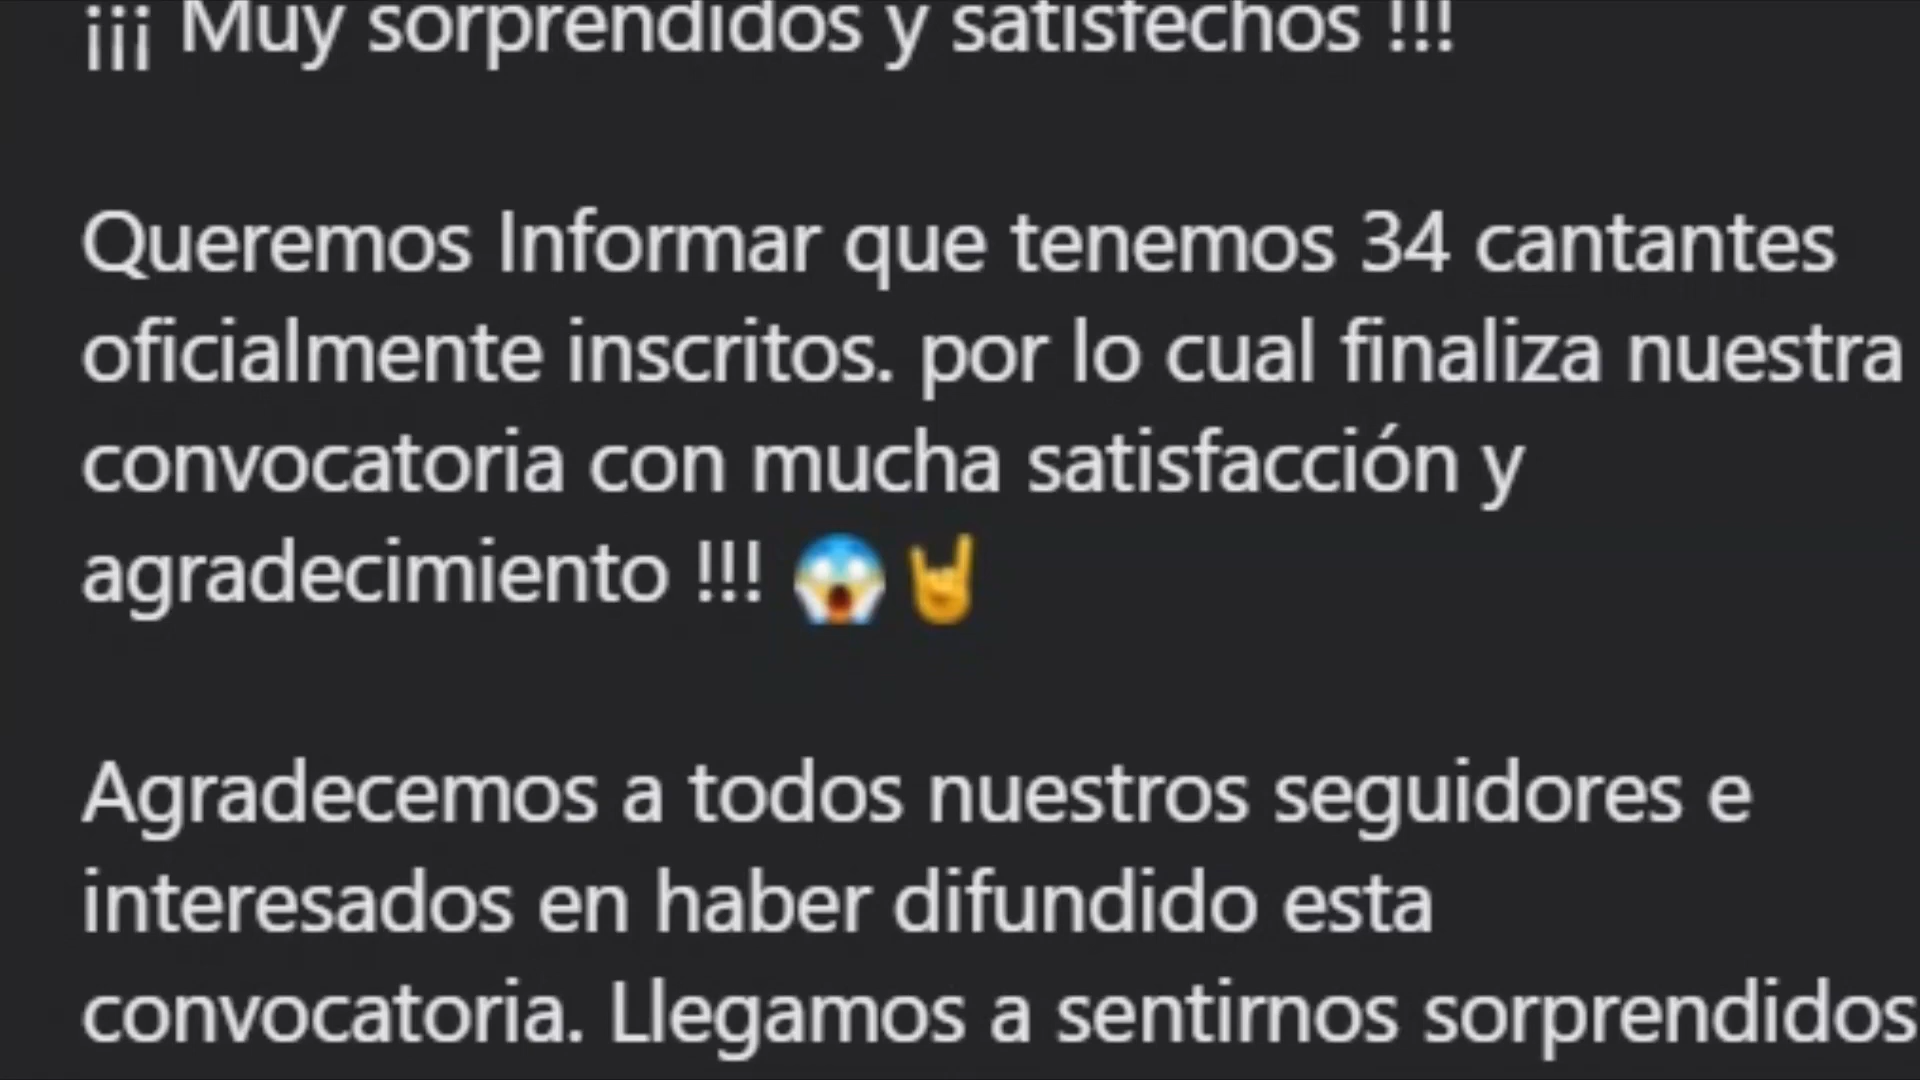 ¡¡¡ Muy sorprendidos y satisfechos !!!
Queremos Informar que tenemos 34 cantantes
oficialmente inscritos. por lo cual finaliza nuestra
convocatoria con mucha satisfacción y
agradecimiento !!! 😱🤘
Agradecemos a todos nuestros seguidores e
interesados en haber difundido esta
convocatoria. Llegamos a sentirnos sorprendidos